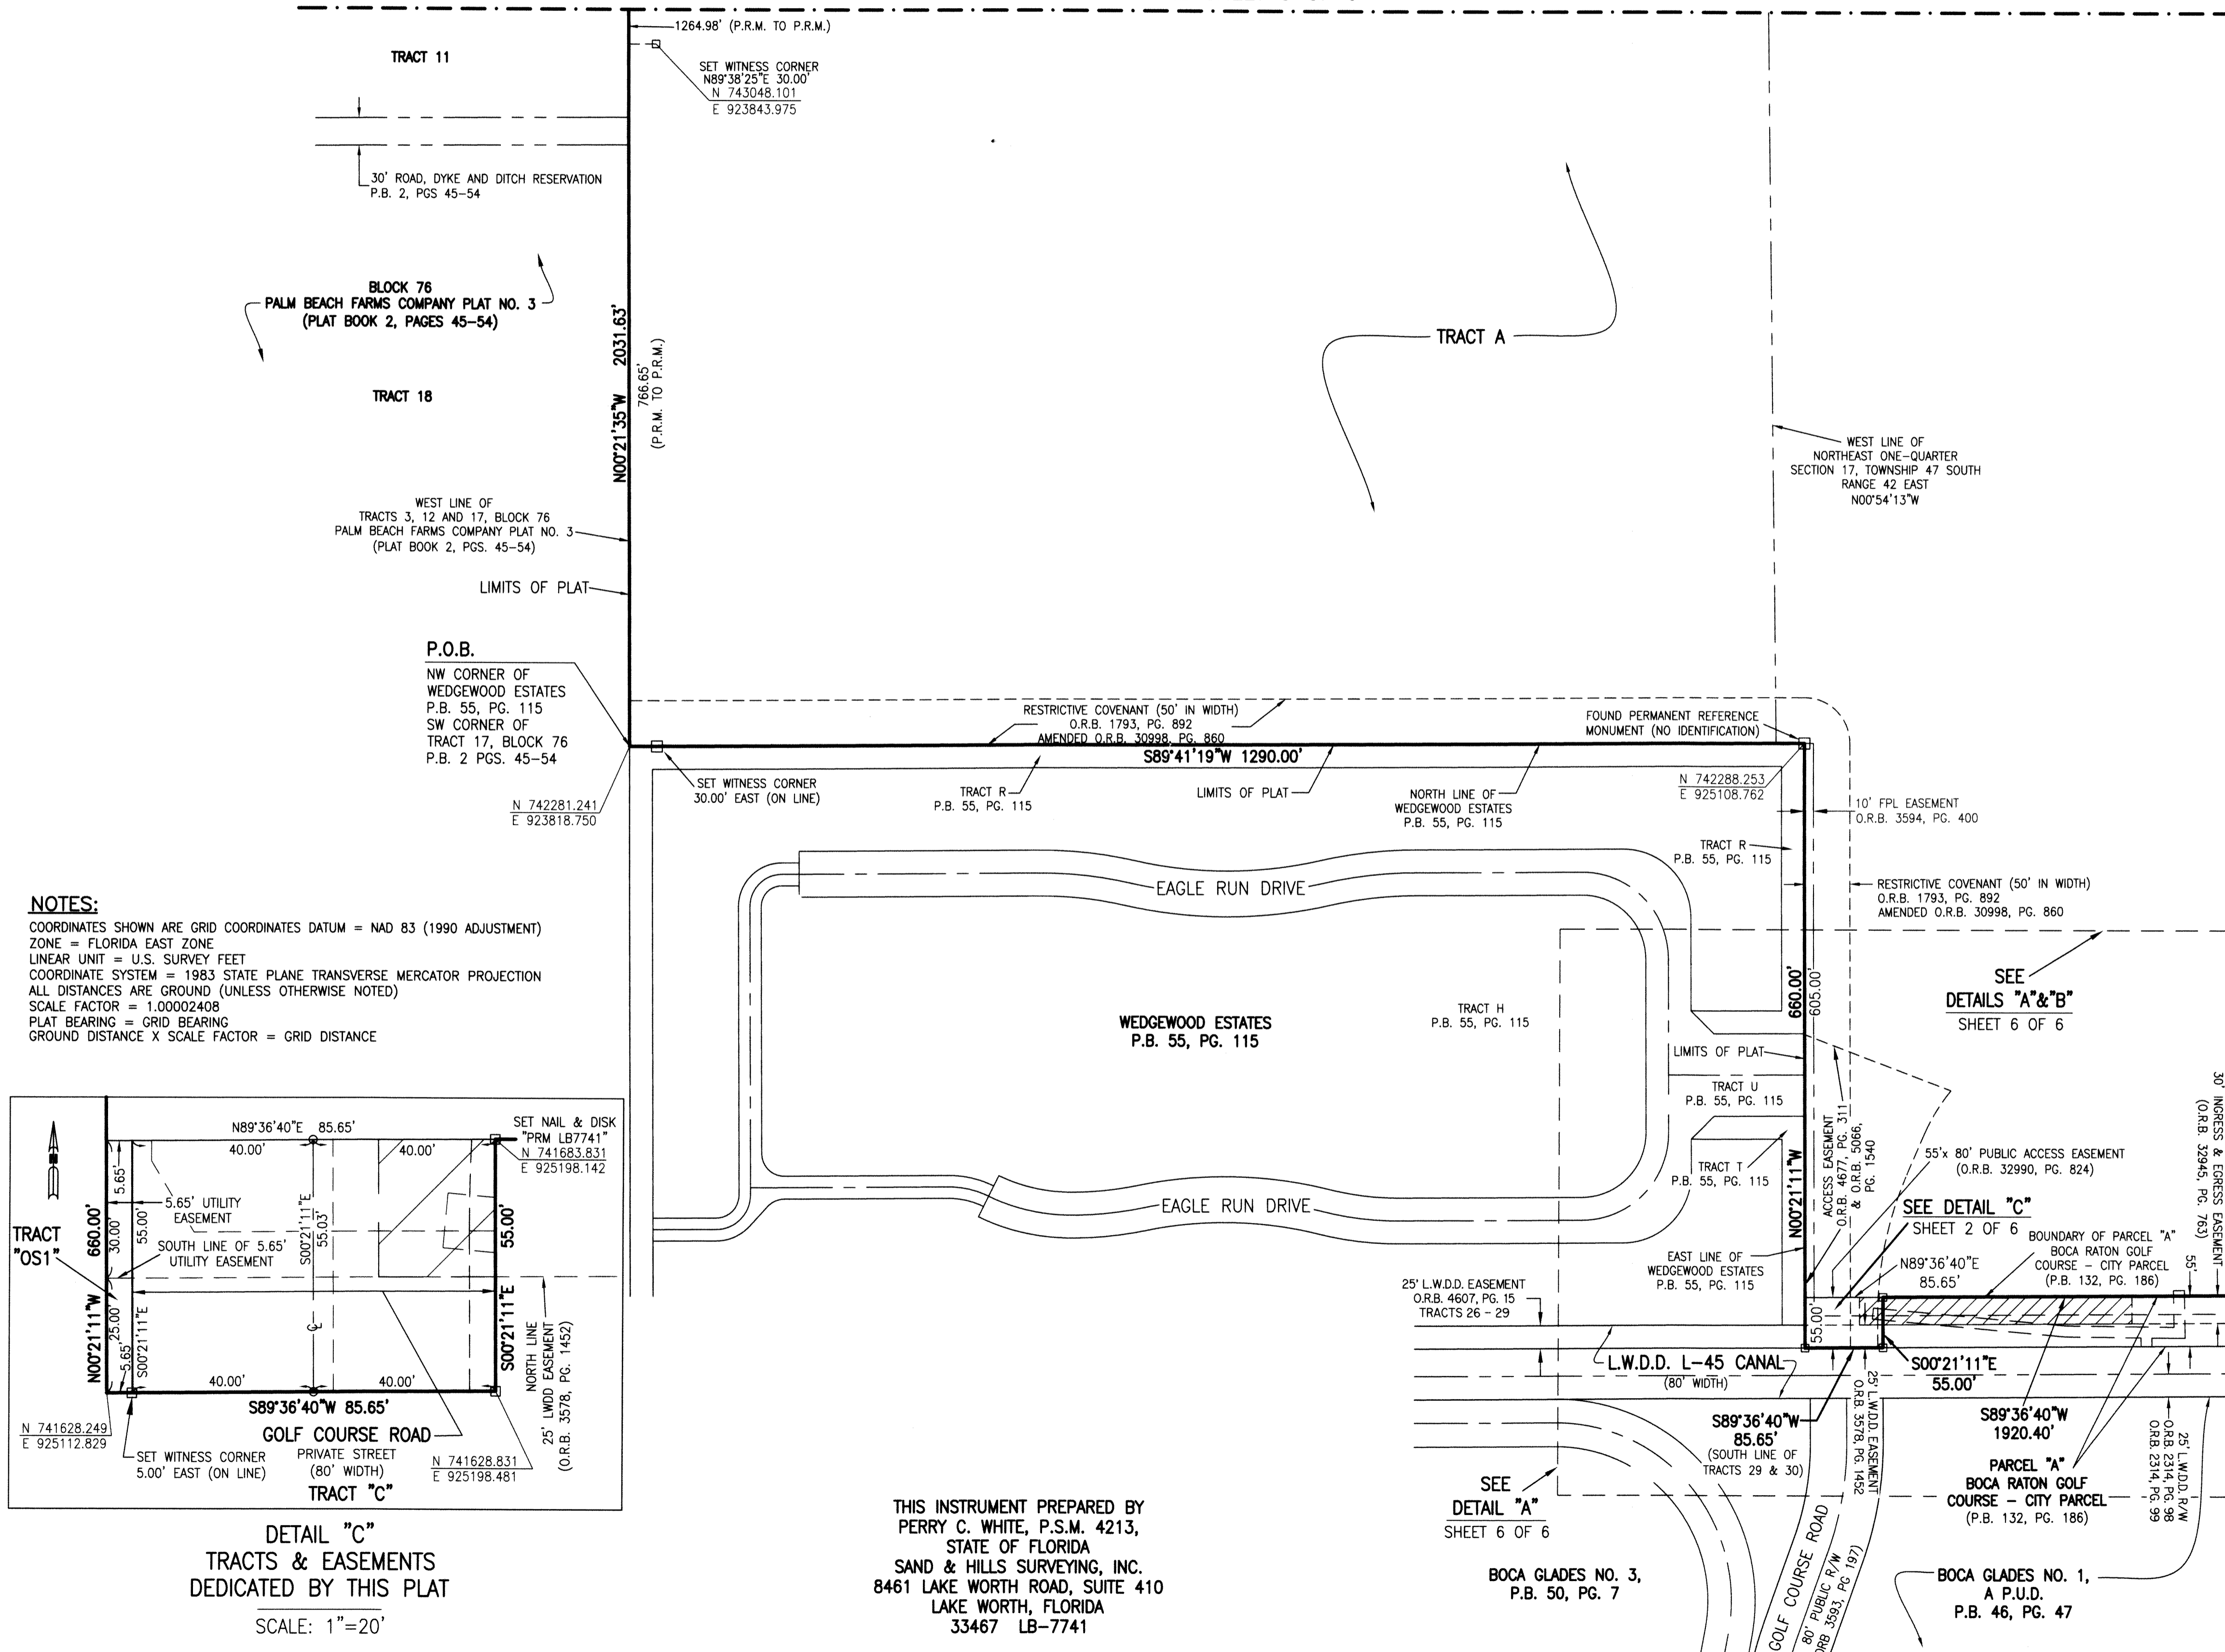 1264.98' (P.R.M. TO P.R.M.)
TRACT 11
SET WITNESS CORNER
N89°38'25"E 30.00'
N 743048.101
E 923843.975
30' ROAD, DYKE AND DITCH RESERVATION
P.B. 2, PGS 45-54
BLOCK 76
PALM BEACH FARMS COMPANY PLAT NO. 3
(PLAT BOOK 2, PAGES 45-54)
TRACT 18
N00°21'35"W 2031.63'
766.65'
(P.R.M. TO P.R.M.)
TRACT A
WEST LINE OF
NORTHEAST ONE-QUARTER
SECTION 17, TOWNSHIP 47 SOUTH
RANGE 42 EAST
N00°54'13"W
WEST LINE OF
TRACTS 3, 12 AND 17, BLOCK 76
PALM BEACH FARMS COMPANY PLAT NO. 3
(PLAT BOOK 2, PGS. 45-54)
LIMITS OF PLAT
P.O.B.
NW CORNER OF
WEDGEWOOD ESTATES
P.B. 55, PG. 115
SW CORNER OF
TRACT 17, BLOCK 76
P.B. 2 PGS. 45-54
N 742281.241
E 923818.750
SET WITNESS CORNER
30.00' EAST (ON LINE)
RESTRICTIVE COVENANT (50' IN WIDTH)
O.R.B. 1793, PG. 892
AMENDED O.R.B. 30998, PG. 860
S89°41'19"W 1290.00'
TRACT R
P.B. 55, PG. 115
LIMITS OF PLAT
NORTH LINE OF
WEDGEWOOD ESTATES
P.B. 55, PG. 115
FOUND PERMANENT REFERENCE
MONUMENT (NO IDENTIFICATION)
N 742288.253
E 925108.762
10' FPL EASEMENT
O.R.B. 3594, PG. 400
TRACT R
P.B. 55, PG. 115
RESTRICTIVE COVENANT (50' IN WIDTH)
O.R.B. 1793, PG. 892
AMENDED O.R.B. 30998, PG. 860
EAGLE RUN DRIVE
NOTES:
COORDINATES SHOWN ARE GRID COORDINATES DATUM = NAD 83 (1990 ADJUSTMENT)
ZONE = FLORIDA EAST ZONE
LINEAR UNIT = U.S. SURVEY FEET
COORDINATE SYSTEM = 1983 STATE PLANE TRANSVERSE MERCATOR PROJECTION
ALL DISTANCES ARE GROUND (UNLESS OTHERWISE NOTED)
SCALE FACTOR = 1.00002408
PLAT BEARING = GRID BEARING
GROUND DISTANCE X SCALE FACTOR = GRID DISTANCE
WEDGEWOOD ESTATES
P.B. 55, PG. 115
TRACT H
P.B. 55, PG. 115
660.00'
605.00'
SEE
DETAILS "A"&"B"
SHEET 6 OF 6
LIMITS OF PLAT
TRACT U
P.B. 55, PG. 115
TRACT T
P.B. 55, PG. 115
N00°21'11"W
ACCESS EASEMENT
O.R.B. 4677, PG. 311
& O.R.B. 5066,
PG. 1540
55'x 80' PUBLIC ACCESS EASEMENT
(O.R.B. 32990, PG. 824)
30' INGRESS & EGRESS EASEMENT
(O.R.B. 32945, PG. 763)
SEE DETAIL "C"
SHEET 2 OF 6
EAGLE RUN DRIVE
EAST LINE OF
WEDGEWOOD ESTATES
P.B. 55, PG. 115
N89°36'40"E
85.65'
BOUNDARY OF PARCEL "A"
BOCA RATON GOLF
COURSE - CITY PARCEL
(P.B. 132, PG. 186)
55'
25' L.W.D.D. EASEMENT
O.R.B. 4607, PG. 15
TRACTS 26 - 29
55.00'
L.W.D.D. L-45 CANAL
(80' WIDTH)
S00°21'11"E
55.00'
S89°36'40"W
85.65'
(SOUTH LINE OF
TRACTS 29 & 30)
25' L.W.D.D. EASEMENT
O.R.B. 3578, PG. 1452
S89°36'40"W
1920.40'
PARCEL "A"
BOCA RATON GOLF
COURSE - CITY PARCEL
(P.B. 132, PG. 186)
25' L.W.D.D. R/W
O.R.B. 2314, PG. 98
O.R.B. 2314, PG. 99
SEE
DETAIL "A"
SHEET 6 OF 6
BOCA GLADES NO. 3,
P.B. 50, PG. 7
GOLF COURSE ROAD
80' PUBLIC R/W
ORB 3593, PG 197)
BOCA GLADES NO. 1,
A P.U.D.
P.B. 46, PG. 47
N89°36'40"E 85.65'
40.00'
40.00'
SET NAIL & DISK
"PRM LB7741"
N 741683.831
E 925198.142
5.65'
5.65' UTILITY
EASEMENT
TRACT
"OS1"
660.00'
30.00'
55.00'
SOUTH LINE OF 5.65'
UTILITY EASEMENT
S00°21'11"E
55.03'
55.00'
N00°21'11"W
25.00'
5.65'
S00°21'11"E
S00°21'11"E
NORTH LINE
25' LWDD EASEMENT
(O.R.B. 3578, PG. 1452)
40.00'
40.00'
S89°36'40"W 85.65'
N 741628.249
E 925112.829
SET WITNESS CORNER
5.00' EAST (ON LINE)
GOLF COURSE ROAD
PRIVATE STREET
(80' WIDTH)
TRACT "C"
N 741628.831
E 925198.481
DETAIL "C"
TRACTS & EASEMENTS
DEDICATED BY THIS PLAT
SCALE: 1"=20'
THIS INSTRUMENT PREPARED BY
PERRY C. WHITE, P.S.M. 4213,
STATE OF FLORIDA
SAND & HILLS SURVEYING, INC.
8461 LAKE WORTH ROAD, SUITE 410
LAKE WORTH, FLORIDA
33467 LB-7741